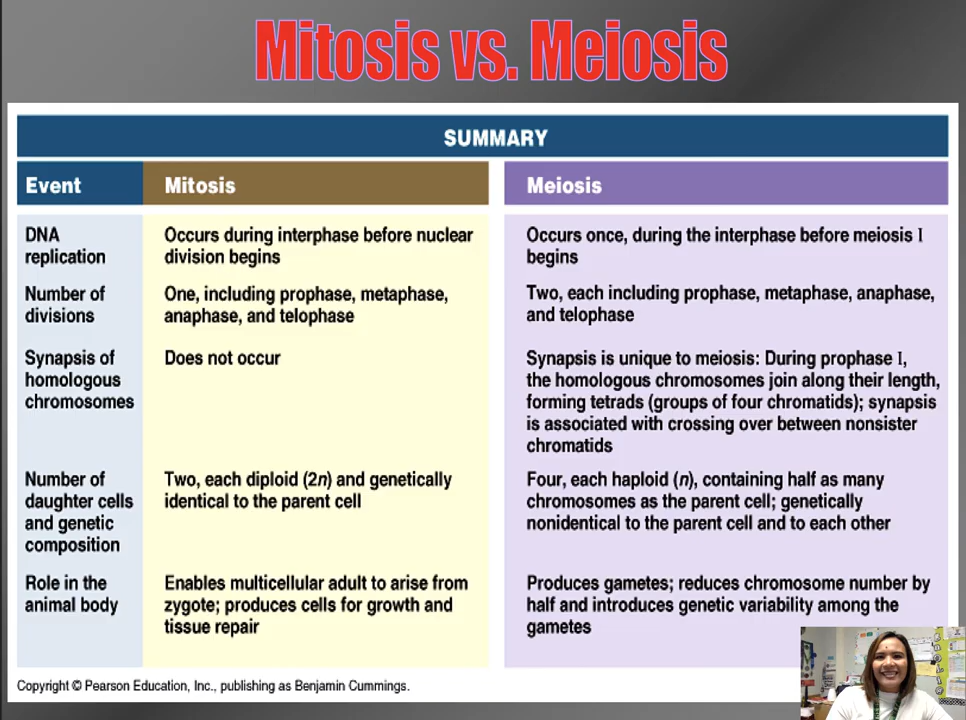 Mitosis vs. Meiosis
SUMMARY
Event
Mitosis
Meiosis
DNA
replication
Occurs during interphase before nuclear
division begins
Occurs once, during the interphase before meiosis I
begins
Number of
divisions
One, including prophase, metaphase,
anaphase, and telophase
Two, each including prophase, metaphase, anaphase,
and telophase
Synapsis of
homologous
chromosomes
Does not occur
Synapsis is unique to meiosis: During prophase I,
the homologous chromosomes join along their length,
forming tetrads (groups of four chromatids); synapsis
is associated with crossing over between nonsister
chromatids
Number of
daughter cells
and genetic
composition
Two, each diploid (2n) and genetically
identical to the parent cell
Four, each haploid (n), containing half as many
chromosomes as the parent cell; genetically
nonidentical to the parent cell and to each other
Role in the
animal body
Enables multicellular adult to arise from
zygote; produces cells for growth and
tissue repair
Produces gametes; reduces chromosome number by
half and introduces genetic variability among the
gametes
Copyright © Pearson Education, Inc., publishing as Benjamin Cummings.